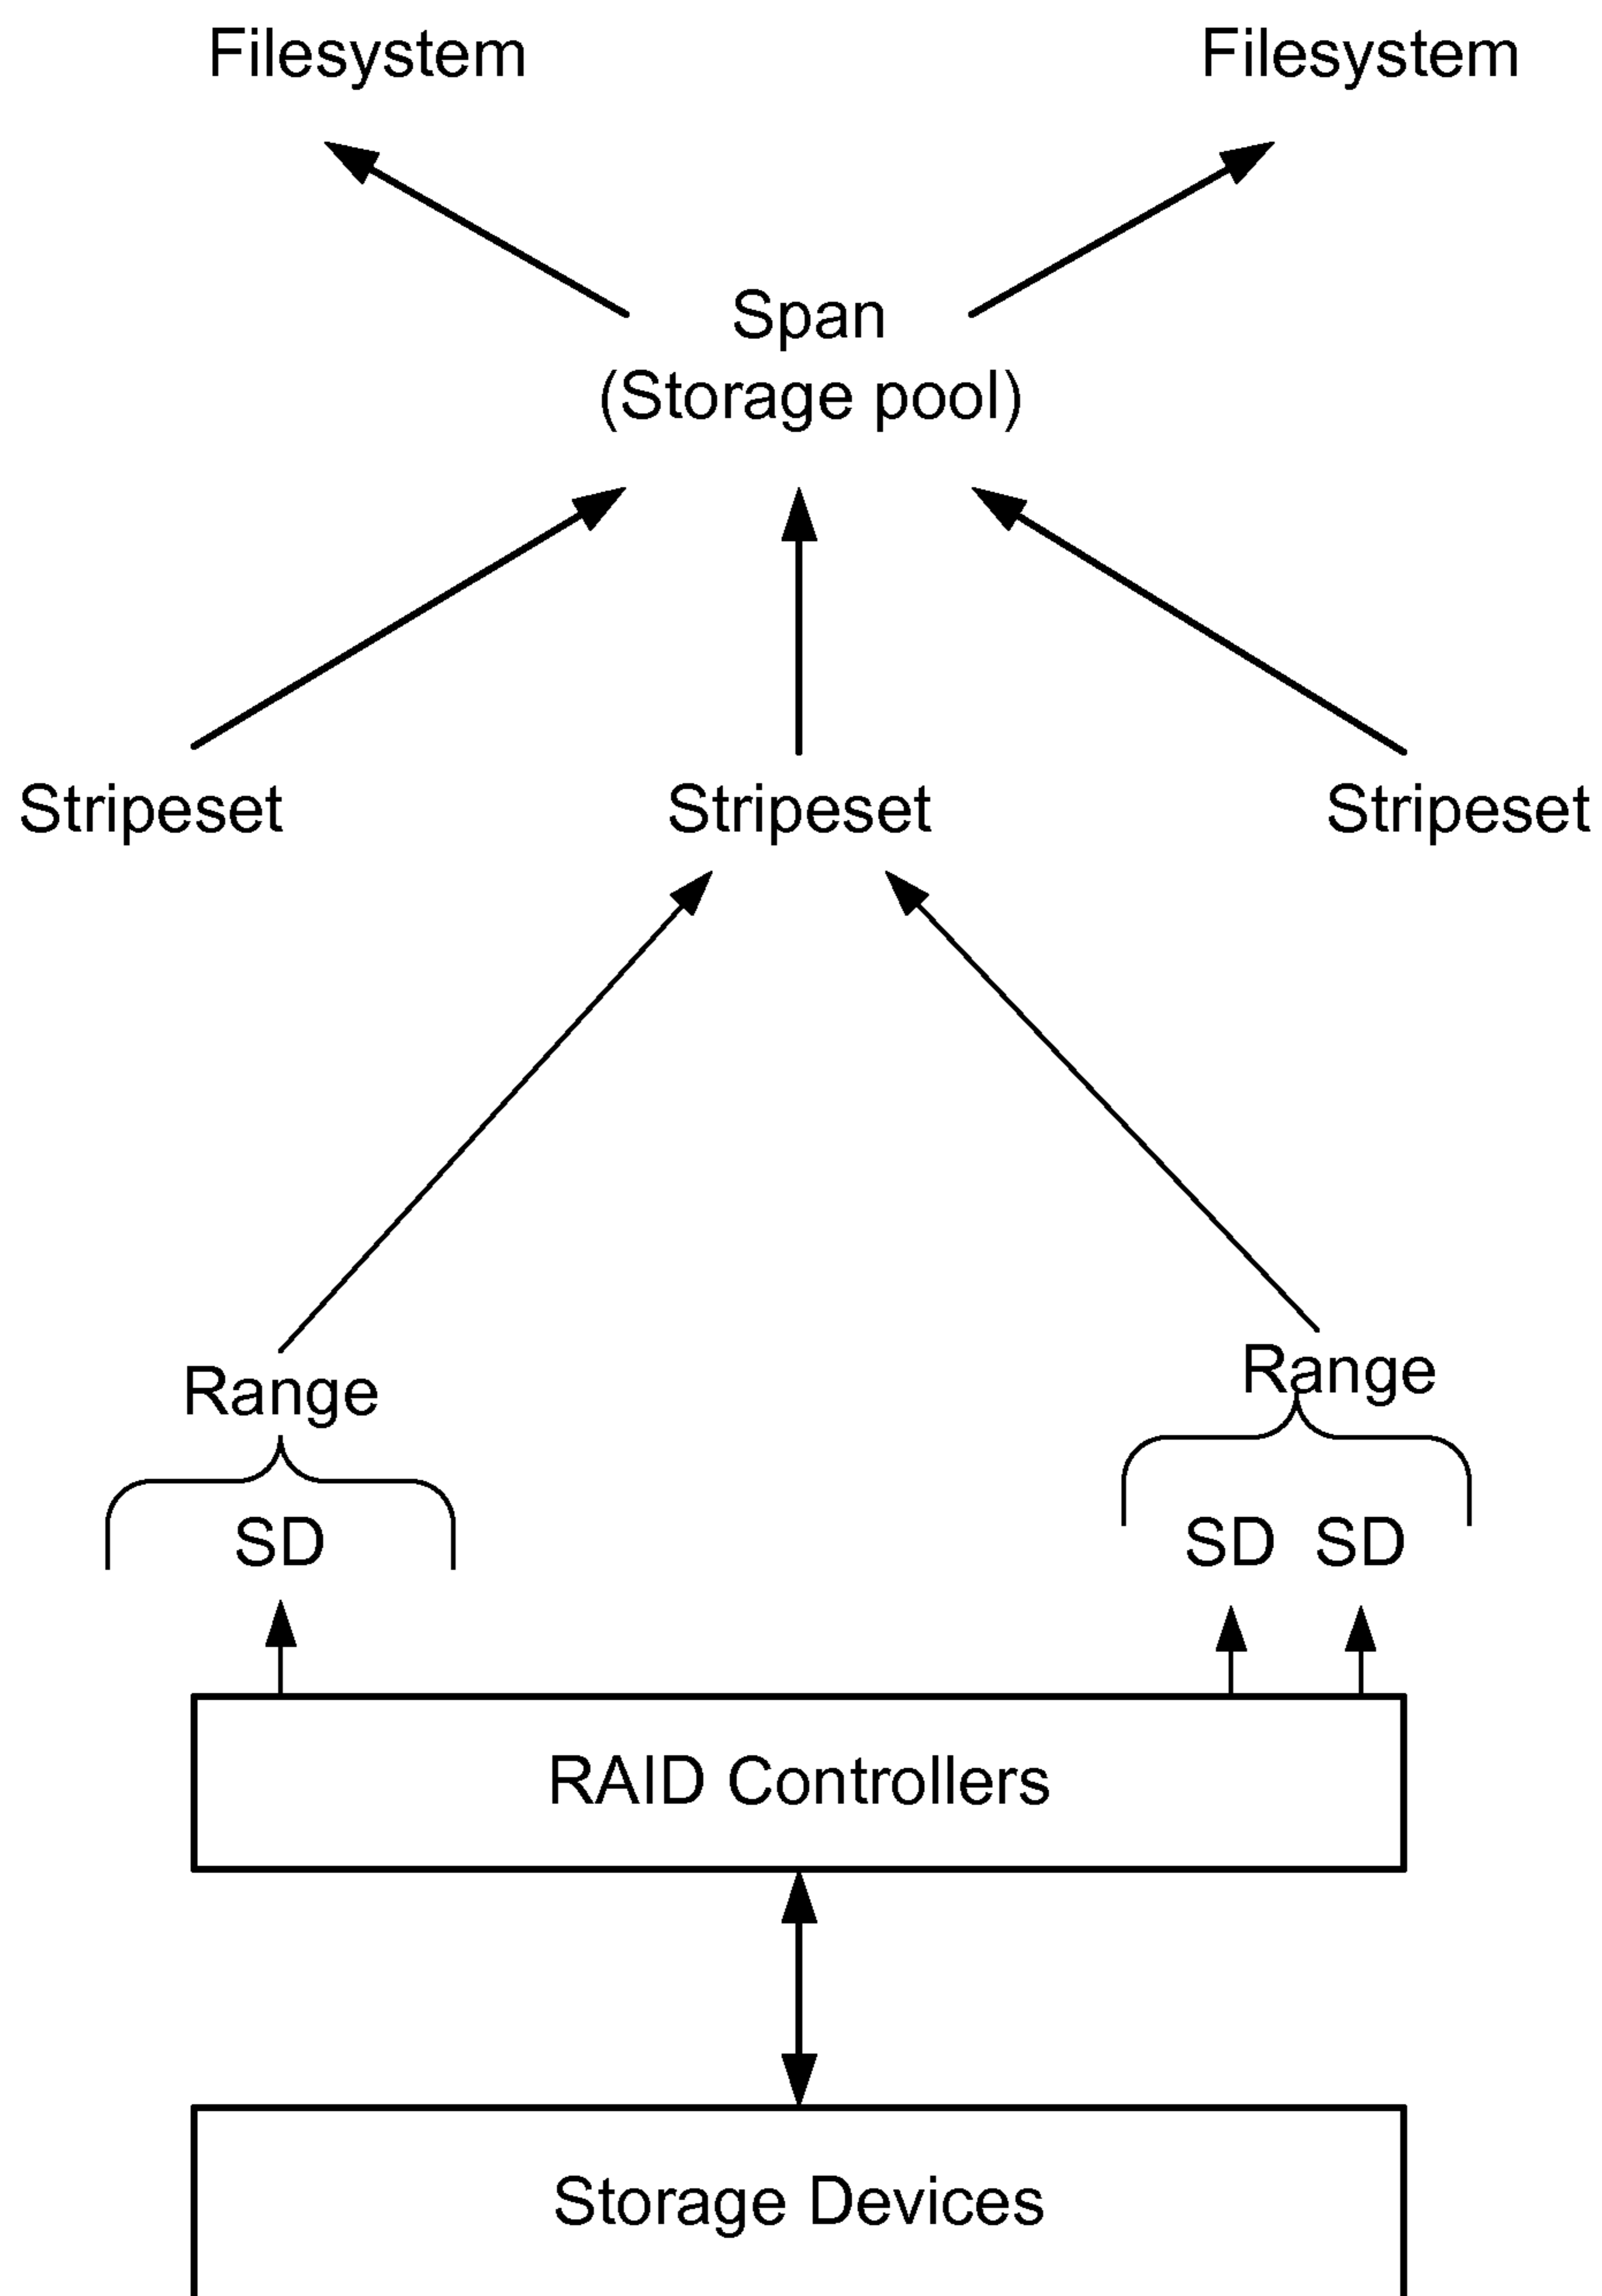 Filesystem
Filesystem
Span
(Storage pool)
Stripeset
Stripeset
Stripeset
Range
Range
SD
SD
SD
RAID Controllers
Storage Devices